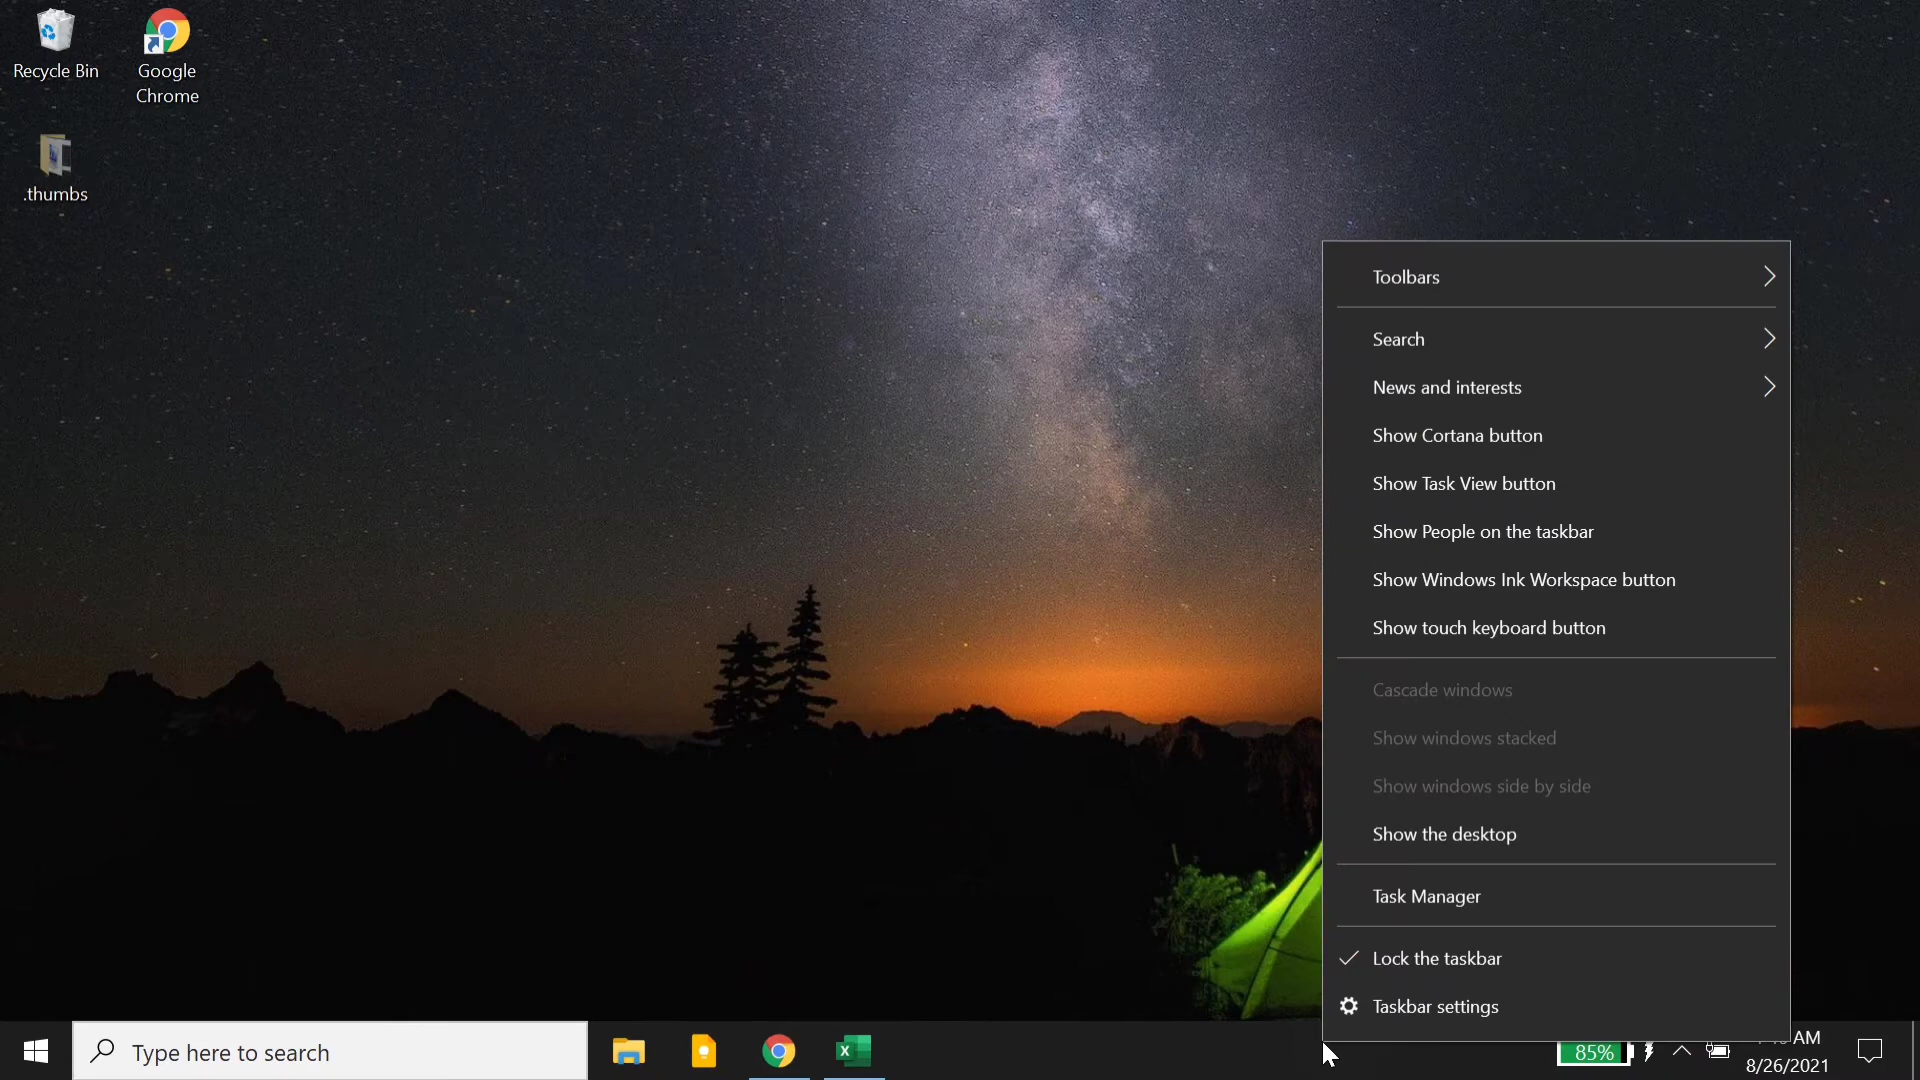 Recycle Bin
Google
Chrome
.thumbs
Toolbars
Search
News and interests
Show Cortana button
Show Task View button
Show People on the taskbar
Show Windows Ink Workspace button
Show touch keyboard button
Cascade windows
Show windows stacked
Show windows side by side
Show the desktop
Task Manager
Lock the taskbar
Taskbar settings
Type here to search
X
85%
AM
8/26/2021